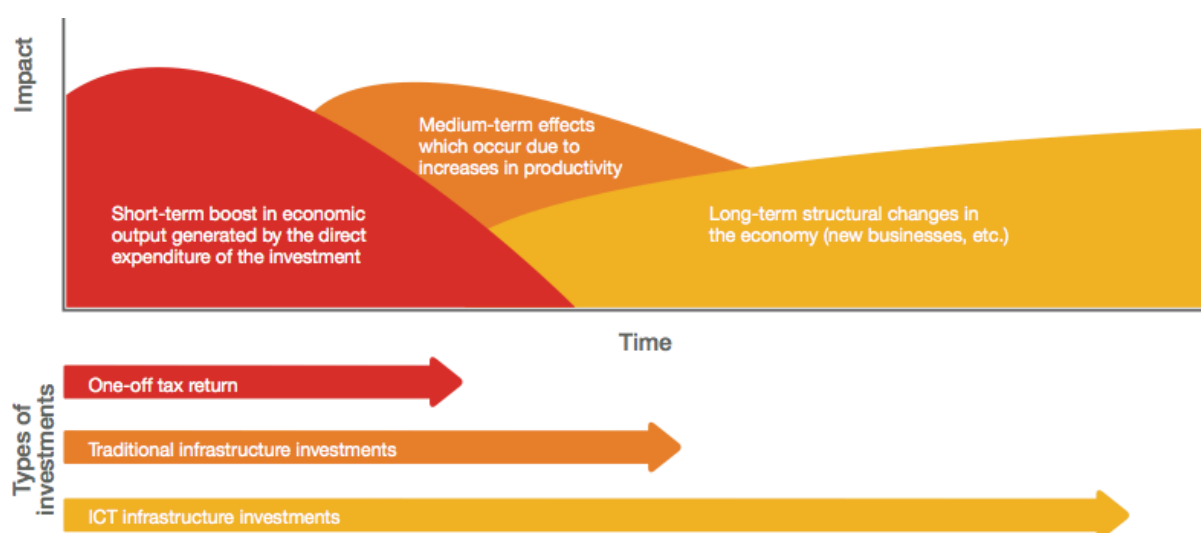 Impact
Medium-term effects
which occur due to
increases in productivity
Short-term boost in economic
output generated by the direct
expenditure of the investment
Long-term structural changes in
the economy (new businesses, etc.)
Time
Types of
investments
One-off tax return
Traditional infrastructure investments
ICT infrastructure investments